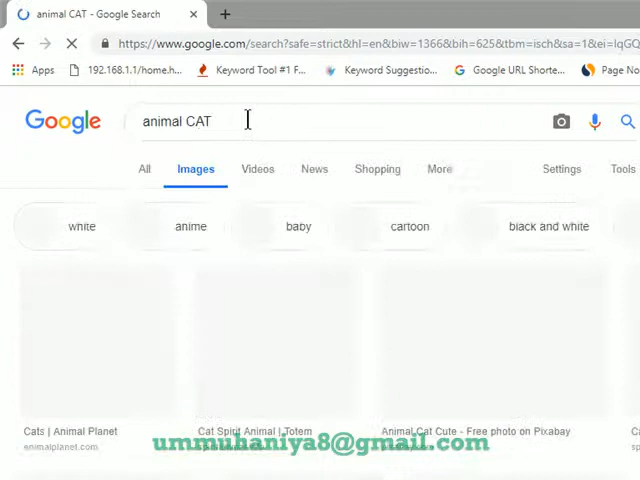 animal CAT - Google Search
https://www.google.com/search?safe=strict&hl=en&biw=1366&bih=625&tbm=isch&sa=1&ei=IqGQ
Apps 192.168.1.1/home.h... Keyword Tool #1 F... Keyword Suggestio... Google URL Shorte... Page No
Google animal CAT
All Images Videos News Shopping More Settings Tools
white anime baby cartoon black and white
Cats | Animal Planet Cat Spirit Animal | Totem Animal Cat Cute - Free photo on Pixabay
animalplanet.com
ummuhaniya8@gmail.com